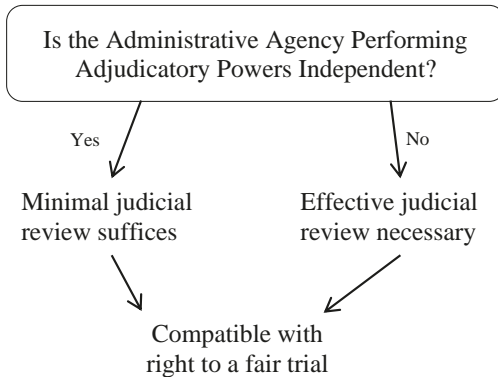 Is the Administrative Agency Performing
Adjudicatory Powers Independent?
Yes
No
Minimal judicial
review suffices
Effective judicial
review necessary
Compatible with
right to a fair trial